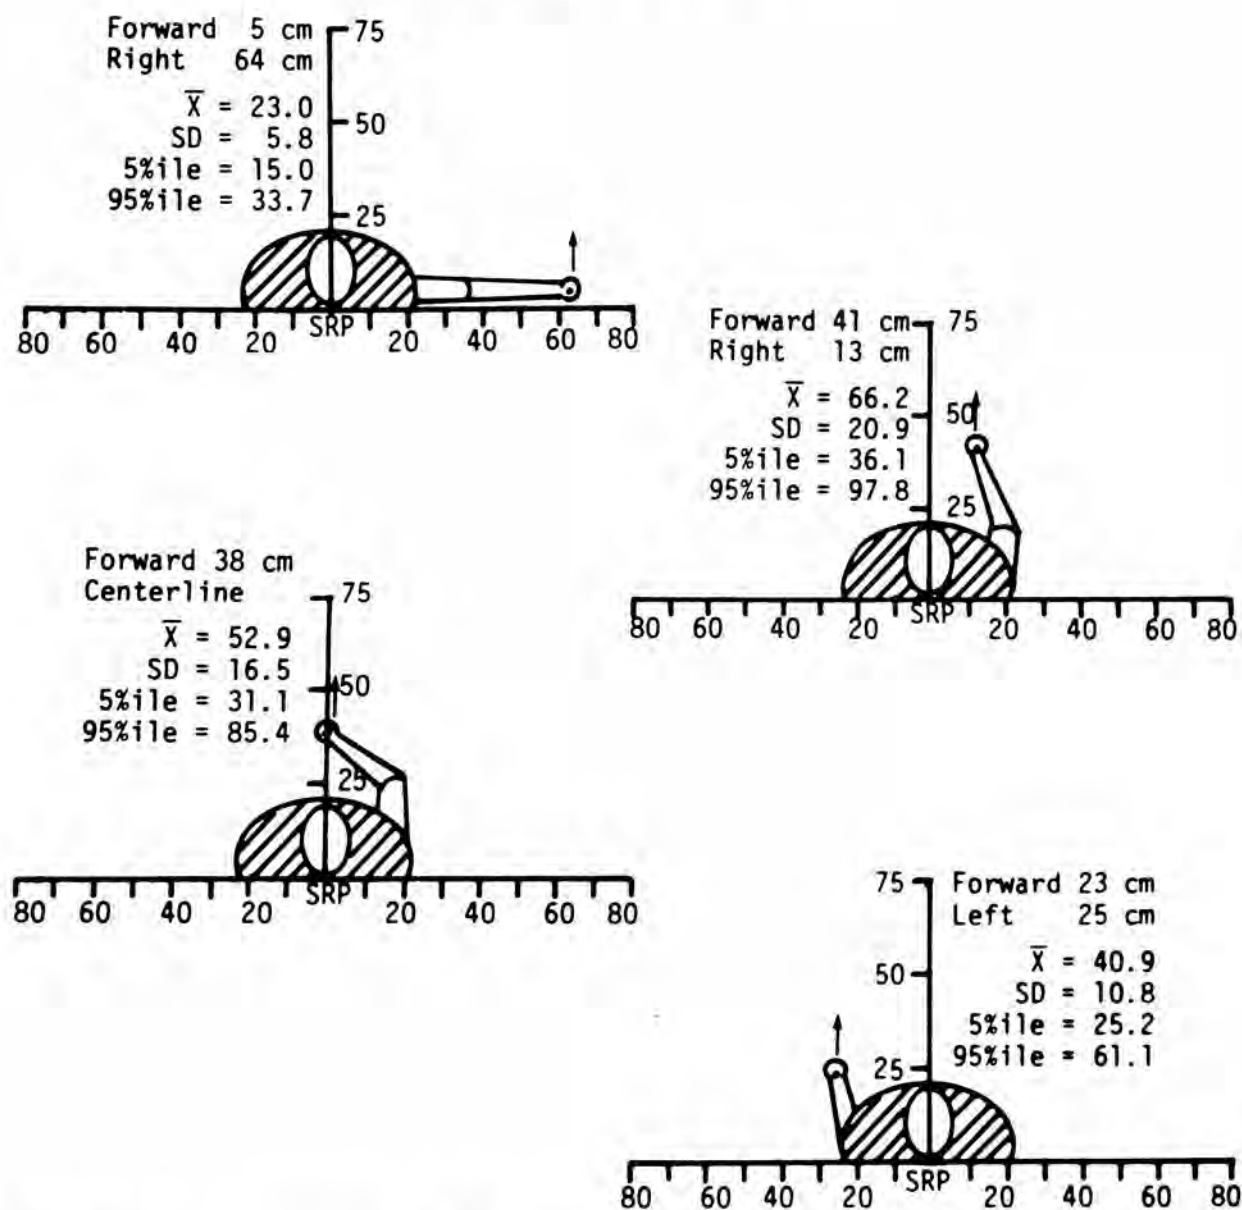 Forward 5 cm
Right 64 cm
X̄ = 23.0
SD = 5.8
5%ile = 15.0
95%ile = 33.7
75
50
25
SRP
80 60 40 20 20 40 60 80
Forward 41 cm
Right 13 cm
X̄ = 66.2
SD = 20.9
5%ile = 36.1
95%ile = 97.8
75
50
25
SRP
80 60 40 20 20 40 60 80
Forward 38 cm
Centerline
X̄ = 52.9
SD = 16.5
5%ile = 31.1
95%ile = 85.4
75
50
25
SRP
80 60 40 20 20 40 60 80
Forward 23 cm
Left 25 cm
X̄ = 40.9
SD = 10.8
5%ile = 25.2
95%ile = 61.1
75
50
25
SRP
80 60 40 20 20 40 60 80